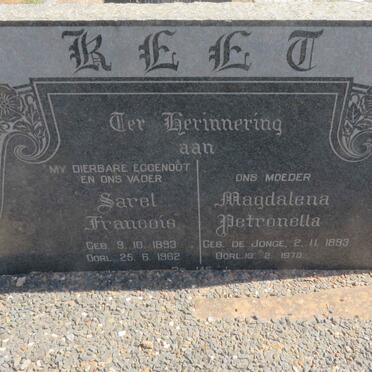 KEET
Ter Herinnering
aan
MY DIERBARE EGGENOOT
EN ONS VADER
Sarel
Francois
GEB. 9. 10. 1893
OORL. 25. 6. 1962
ONS MOEDER
Magdalena
Petronella
GEB. DE JONGE, 2. 11. 1893
OORL. 10. 2. 1970